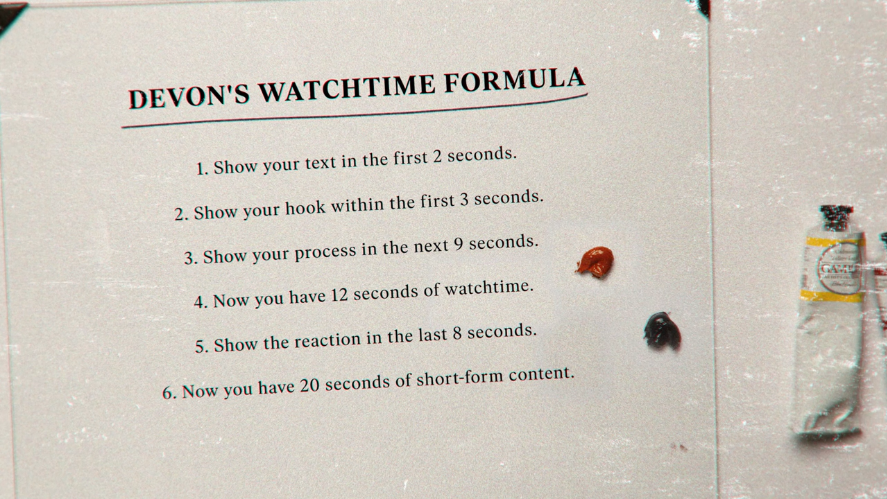 DEVON'S WATCHTIME FORMULA
1. Show your text in the first 2 seconds.
2. Show your hook within the first 3 seconds.
3. Show your process in the next 9 seconds.
4. Now you have 12 seconds of watchtime.
5. Show the reaction in the last 8 seconds.
6. Now you have 20 seconds of short-form content.